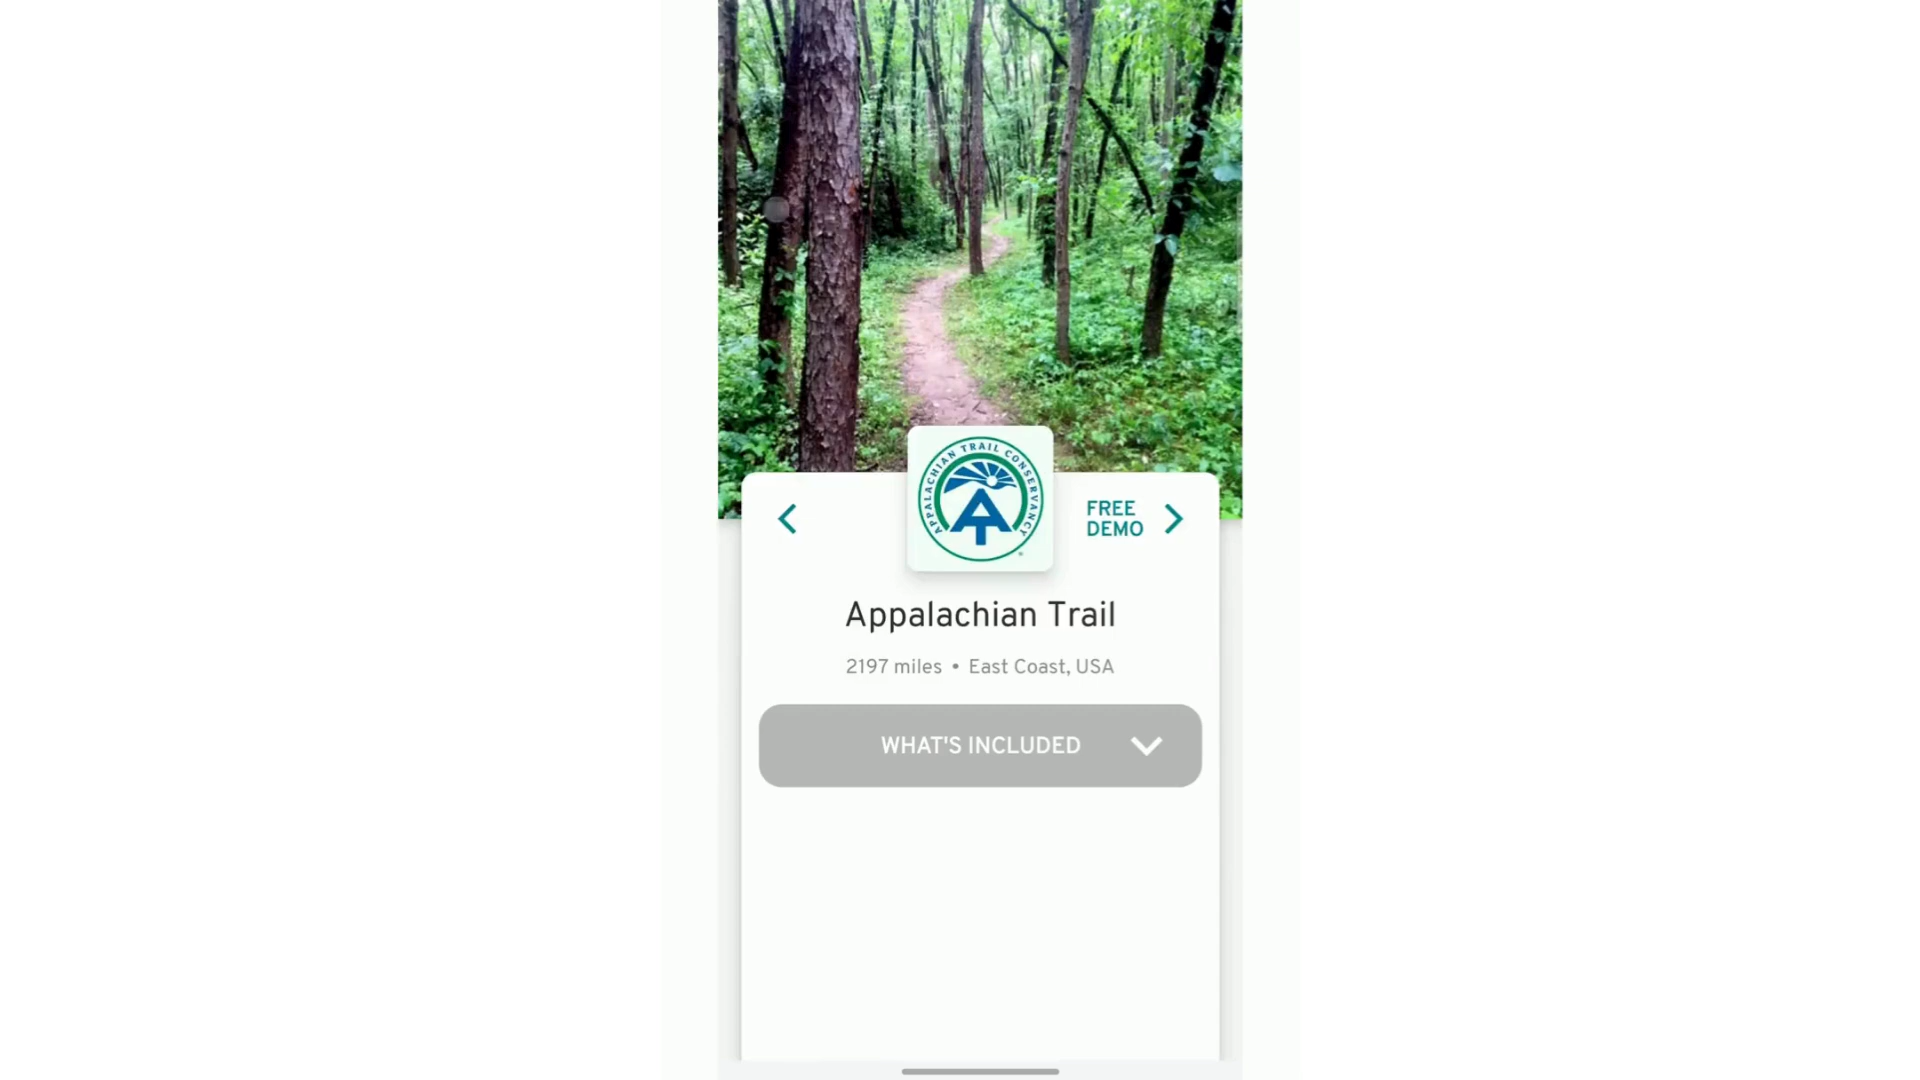 APPALACHIAN TRAIL CONSERVANCY
FREE
DEMO
Appalachian Trail
2197 miles • East Coast, USA
WHAT'S INCLUDED